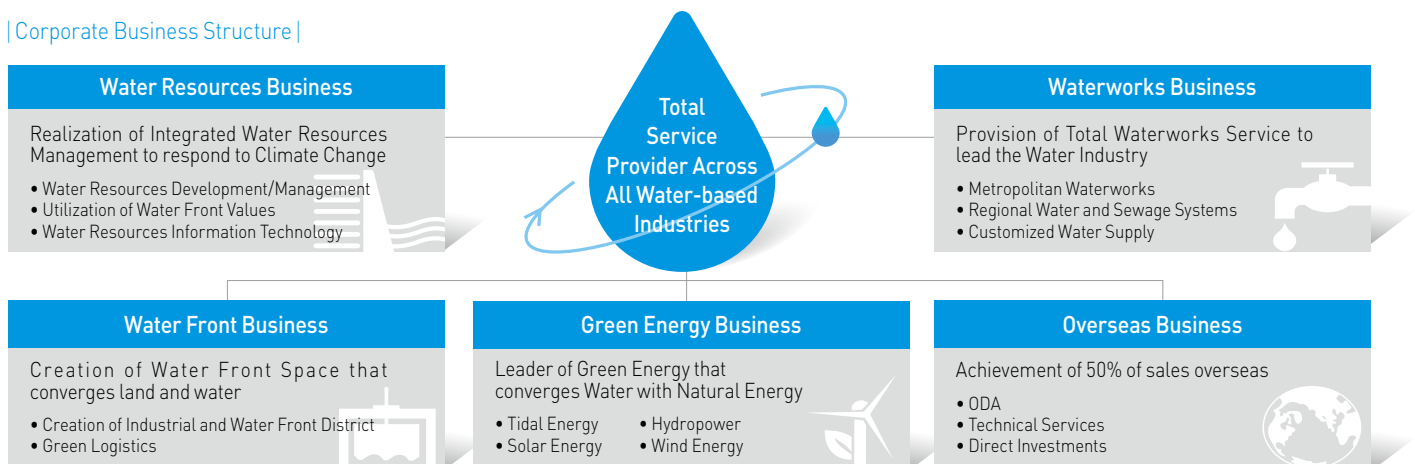 | Corporate Business Structure |
Water Resources Business
Realization of Integrated Water Resources
Management to respond to Climate Change
• Water Resources Development/Management
• Utilization of Water Front Values
• Water Resources Information Technology
Total
Service
Provider Across
All Water-based
Industries
Waterworks Business
Provision of Total Waterworks Service to
lead the Water Industry
• Metropolitan Waterworks
• Regional Water and Sewage Systems
• Customized Water Supply
Water Front Business
Creation of Water Front Space that
converges land and water
• Creation of Industrial and Water Front District
• Green Logistics
Green Energy Business
Leader of Green Energy that
converges Water with Natural Energy
• Tidal Energy • Hydropower
• Solar Energy • Wind Energy
Overseas Business
Achievement of 50% of sales overseas
• ODA
• Technical Services
• Direct Investments